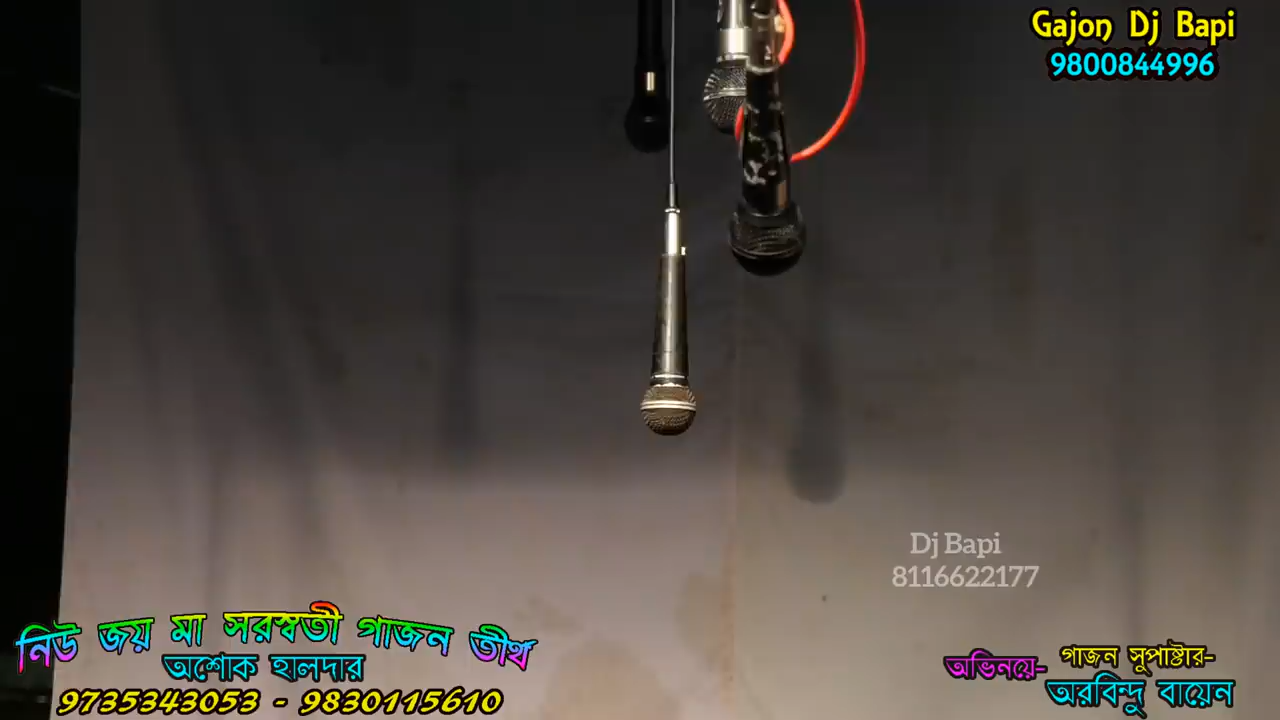 Gajon Dj Bapi
9800844996
Dj Bapi
8116622177
নিউ জয় মা সরস্বতী গাজন তীর্থ
অশোক হালদার
9735343053 - 9830115610
অভিনয়ে- গাজন সুপাষ্টার-
অরবিন্দু বায়েন